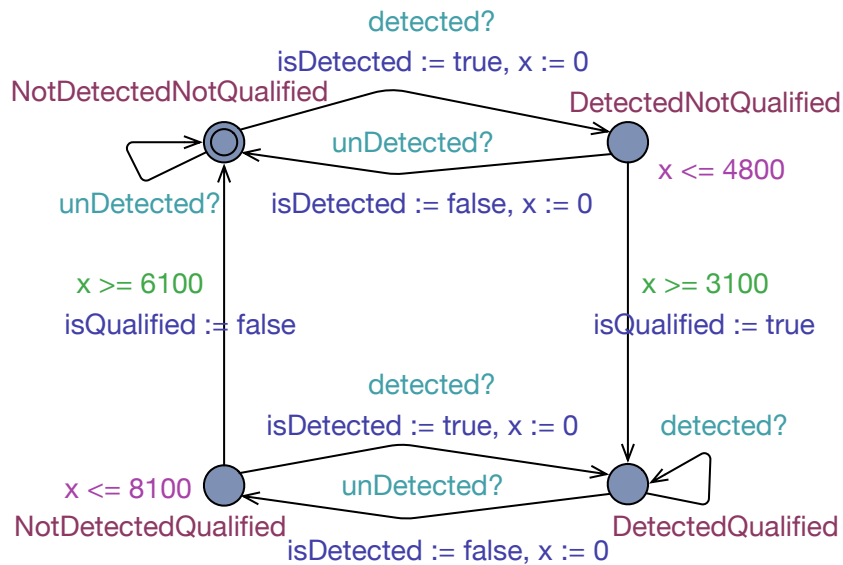 detected?
isDetected := true, x := 0
NotDetectedNotQualified
DetectedNotQualified
unDetected?
x <= 4800
unDetected?
isDetected := false, x := 0
x >= 6100
x >= 3100
isQualified := false
isQualified := true
detected?
isDetected := true, x := 0
detected?
x <= 8100
unDetected?
NotDetectedQualified
DetectedQualified
isDetected := false, x := 0